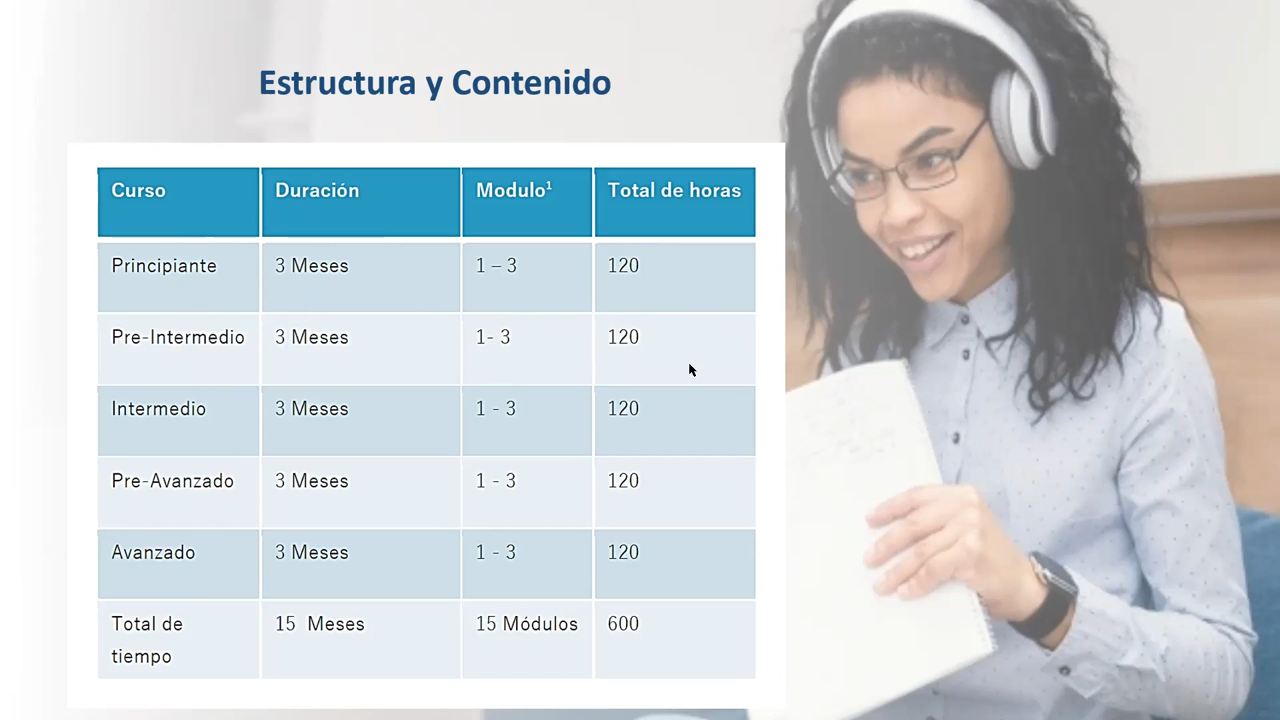 Estructura y Contenido
Curso Duración Modulo¹ Total de horas
Principiante 3 Meses 1 – 3 120
Pre-Intermedio 3 Meses 1- 3 120
Intermedio 3 Meses 1 - 3 120
Pre-Avanzado 3 Meses 1 - 3 120
Avanzado 3 Meses 1 - 3 120
Total de tiempo 15 Meses 15 Módulos 600